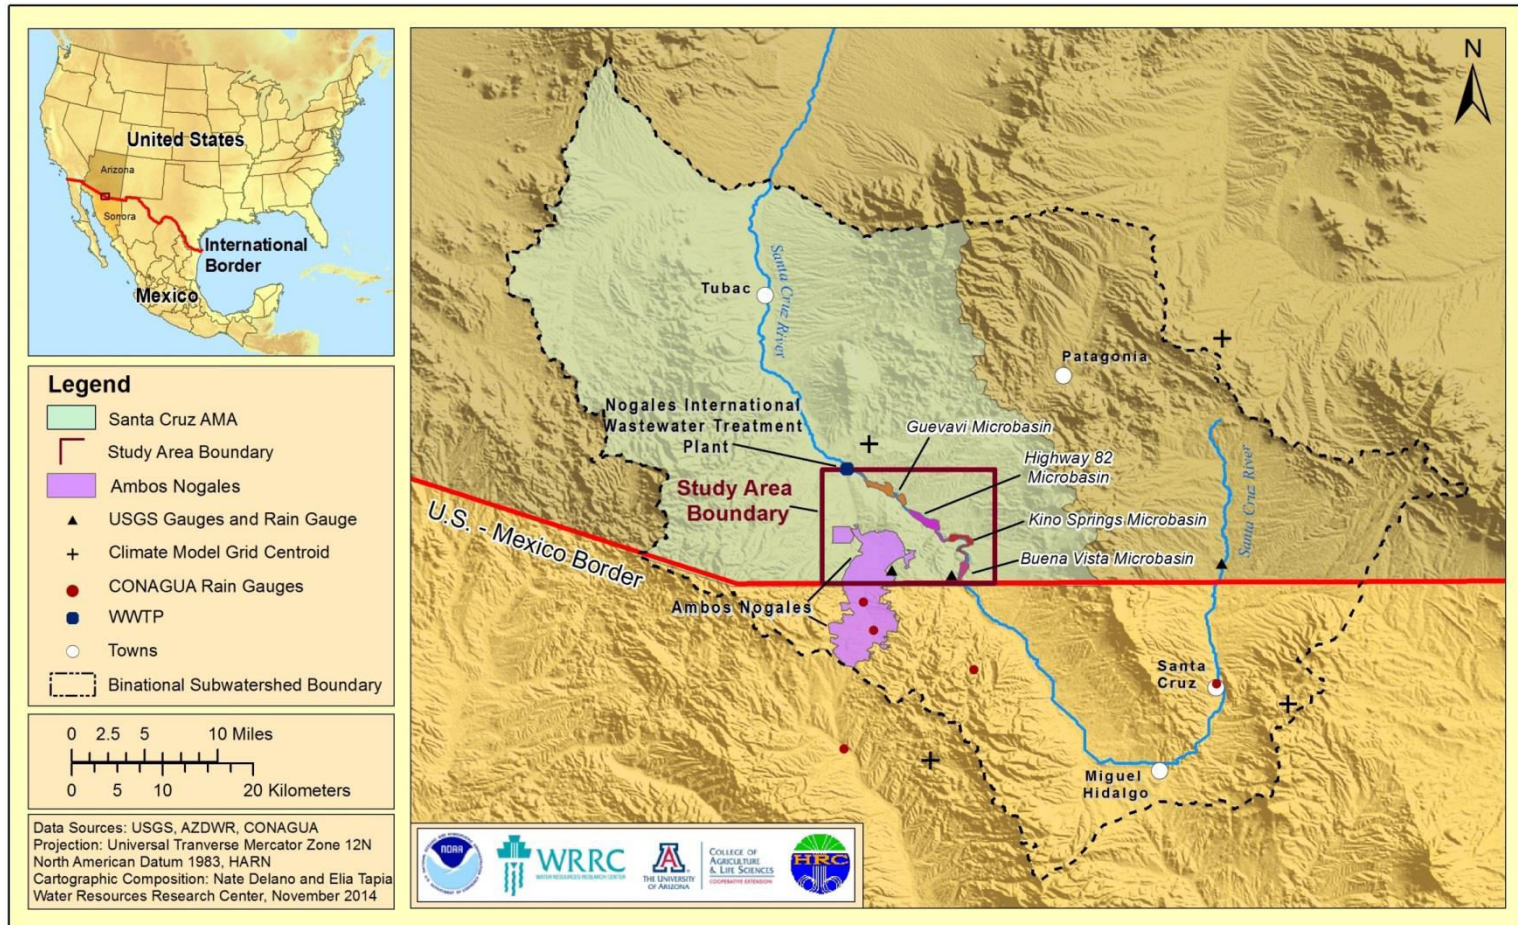 United States
Arizona
Sonora
International
Border
Mexico
Legend
Santa Cruz AMA
Study Area Boundary
Ambos Nogales
USGS Gauges and Rain Gauge
Climate Model Grid Centroid
CONAGUA Rain Gauges
WWTP
Towns
Binational Subwatershed Boundary
0 2.5 5 10 Miles
0 5 10 20 Kilometers
Data Sources: USGS, AZDWR, CONAGUA
Projection: Universal Tranverse Mercator Zone 12N
North American Datum 1983, HARN
Cartographic Composition: Nate Delano and Elia Tapia
Water Resources Research Center, November 2014
N
Santa Cruz River
Tubac
Patagonia
Nogales International
Wastewater Treatment
Plant
Guevavi Microbasin
Highway 82
Microbasin
Study Area
Boundary
Kino Springs Microbasin
Buena Vista Microbasin
Santa Cruz River
U.S. - Mexico Border
Ambos Nogales
Santa
Cruz
Miguel
Hidalgo
NOAA
WRRC
WATER RESOURCES RESEARCH CENTER
A
THE UNIVERSITY
OF ARIZONA
COLLEGE OF
AGRICULTURE
& LIFE SCIENCES
COOPERATIVE EXTENSION
HRC